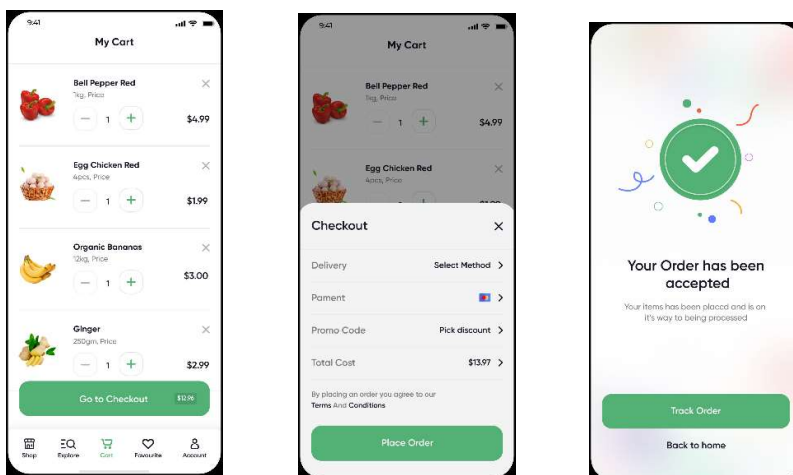 9:41
My Cart
Bell Pepper Red
1kg, Price
1
$4.99
Egg Chicken Red
4pcs, Price
1
$1.99
Organic Bananas
12kg, Price
1
$3.00
Ginger
250gm, Price
1
$2.99
Go to Checkout
$12.96
Shop Explore Cart Favourite Account
9:41
My Cart
Bell Pepper Red
1kg, Price
1
$4.99
Egg Chicken Red
4pcs, Price
Checkout
Delivery Select Method
Pament
Promo Code Pick discount
Total Cost $13.97
By placing an order you agree to our
Terms And Conditions
Place Order
Your Order has been
accepted
Your items has been placcd and is on
it's way to being processed
Track Order
Back to home